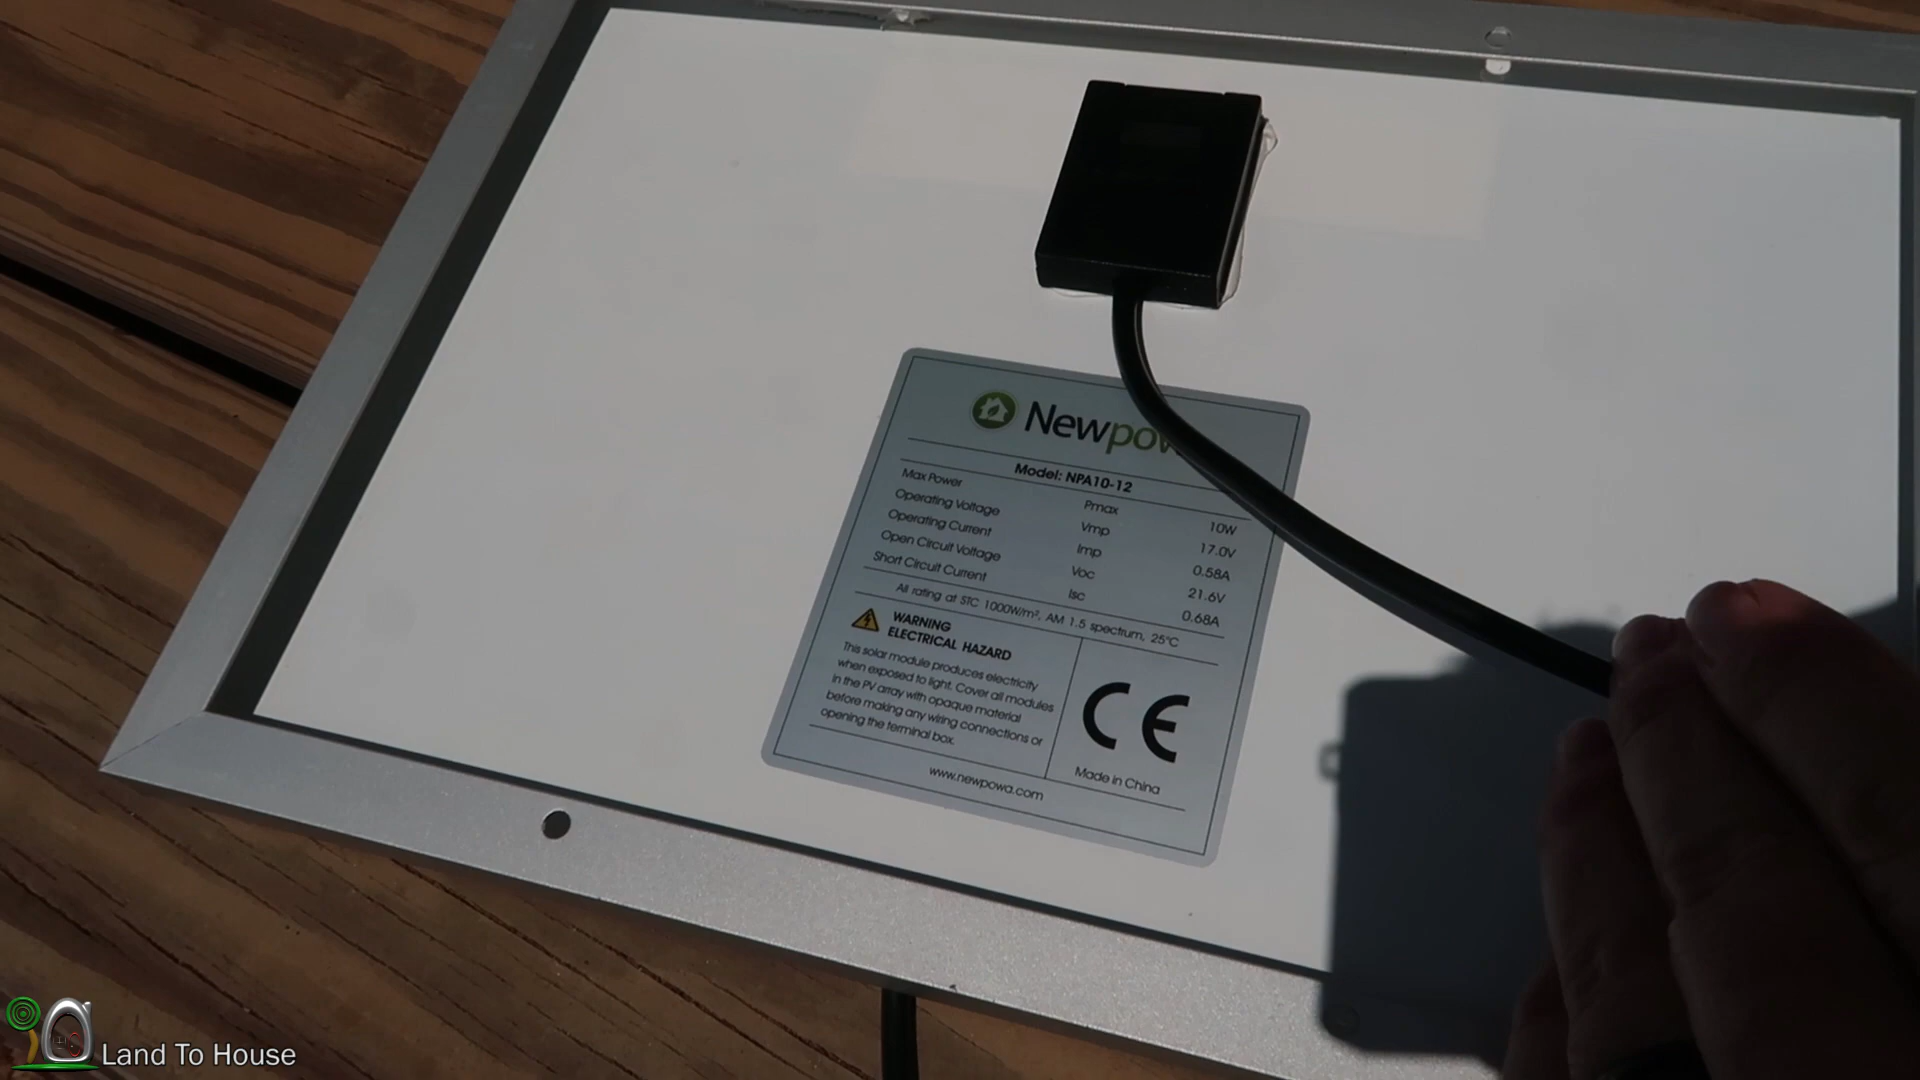 Newpow
Model: NPA10-12
Max Power Pmax 10W
Operating Voltage Vmp 17.0V
Operating Current Imp 0.58A
Open Circuit Voltage Voc 21.6V
Short Circuit Current Isc 0.68A
All rating at STC 1000W/m², AM 1.5 spectrum, 25°C
WARNING
ELECTRICAL HAZARD
This solar module produces electricity
when exposed to light. Cover all modules
in the PV array with opaque material
before making any wiring connections or
opening the terminal box.
CE
Made in China
www.newpowa.com
Land To House